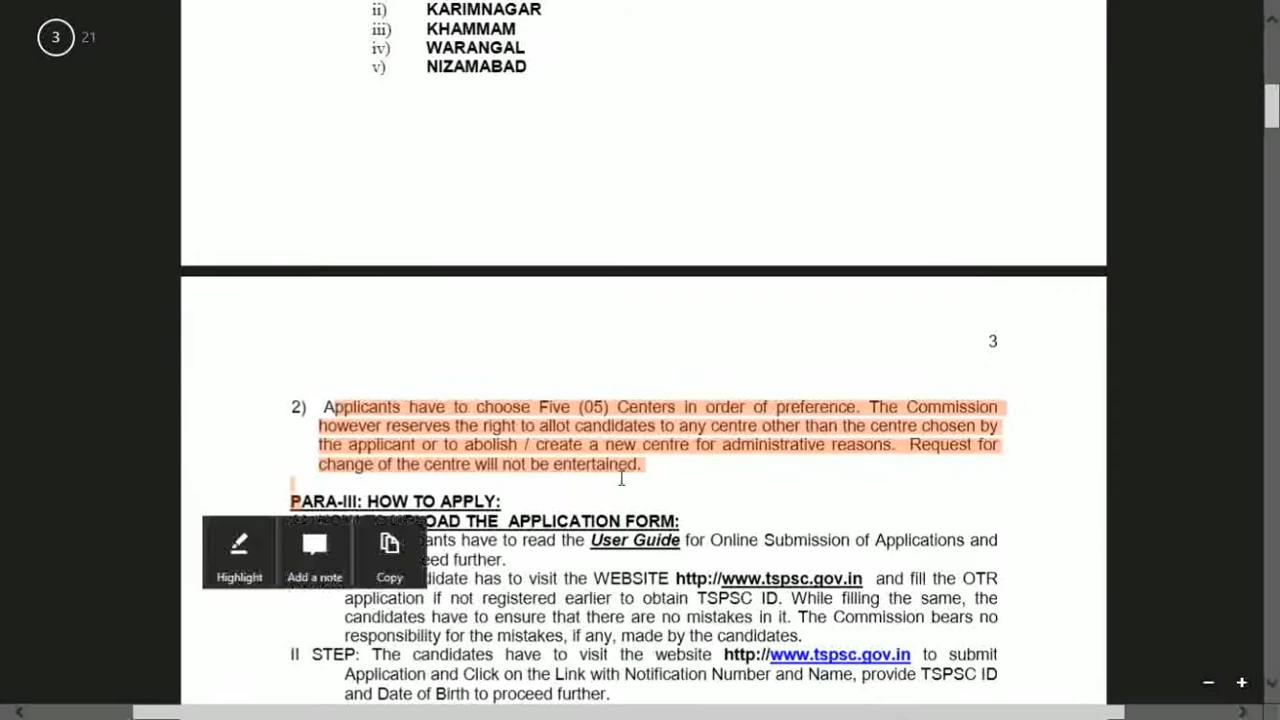 3 21
ii) KARIMNAGAR
iii) KHAMMAM
iv) WARANGAL
v) NIZAMABAD
3
2) Applicants have to choose Five (05) Centers in order of preference. The Commission
however reserves the right to allot candidates to any centre other than the centre chosen by
the applicant or to abolish / create a new centre for administrative reasons. Request for
change of the centre will not be entertained.
PARA-III: HOW TO APPLY:
THE APPLICATION FORM:
have to read the User Guide for Online Submission of Applications and
further.
has to visit the WEBSITE http://www.tspsc.gov.in and fill the OTR
application if not registered earlier to obtain TSPSC ID. While filling the same, the
candidates have to ensure that there are no mistakes in it. The Commission bears no
responsibility for the mistakes, if any, made by the candidates.
II STEP: The candidates have to visit the website http://www.tspsc.gov.in to submit
Application and Click on the Link with Notification Number and Name, provide TSPSC ID
and Date of Birth to proceed further.
Highlight Add a note Copy